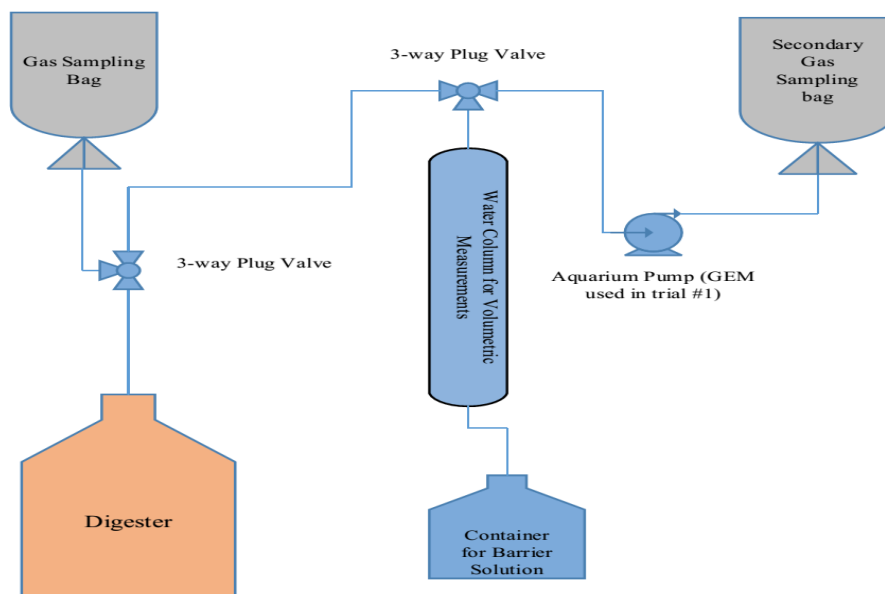 Gas Sampling
Bag
3-way Plug Valve
Secondary
Gas
Sampling
bag
3-way Plug Valve
Water Column for Volumetric
Measurements
Aquarium Pump (GEM
used in trial #1)
Digester
Container
for Barrier
Solution